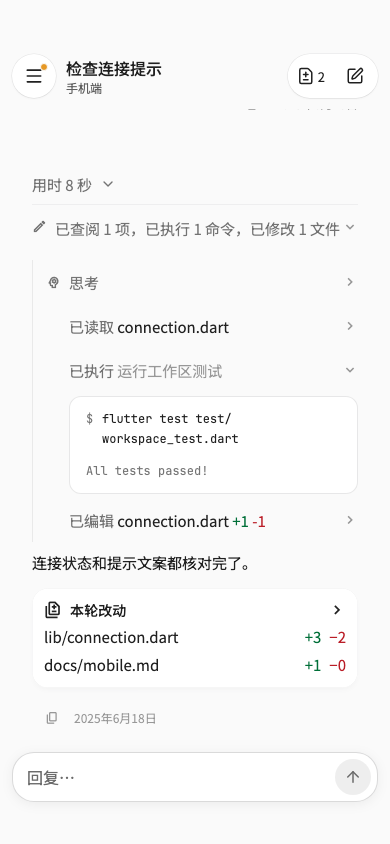 检查连接提示
手机端
2
用时 8 秒
已查阅 1 项，已执行 1 命令，已修改 1 文件
思考
已读取 connection.dart
已执行 运行工作区测试
$ flutter test test/
workspace_test.dart
All tests passed!
已编辑 connection.dart +1 -1
连接状态和提示文案都核对完了。
本轮改动
lib/connection.dart +3 −2
docs/mobile.md +1 −0
2025年6月18日
回复…